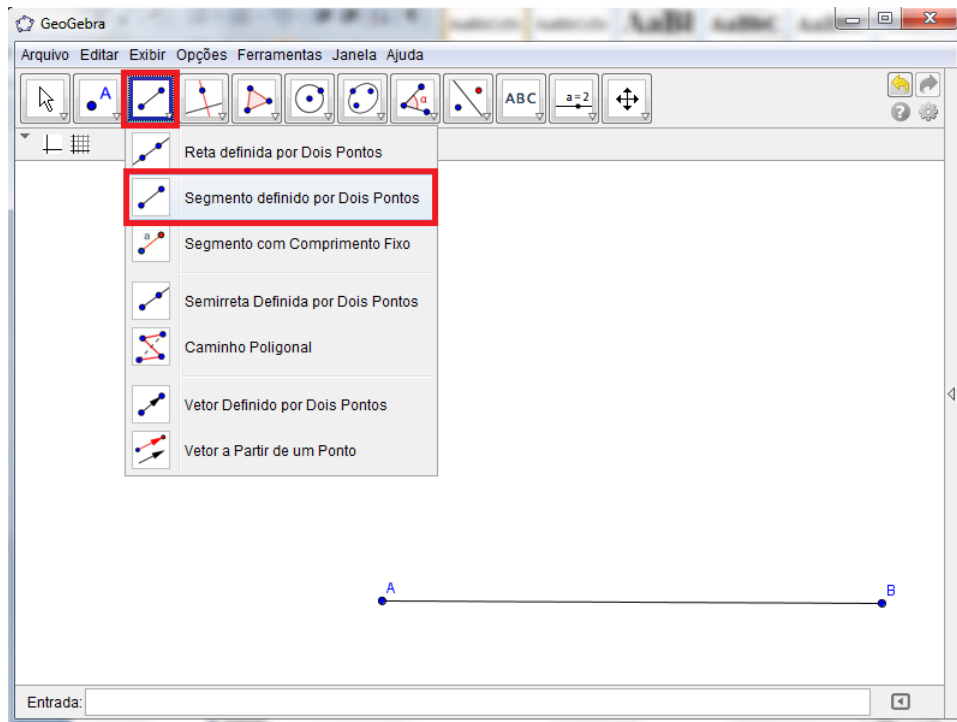 GeoGebra
Arquivo Editar Exibir Opções Ferramentas Janela Ajuda
A α ABC a=2
Reta definida por Dois Pontos
Segmento definido por Dois Pontos
a
Segmento com Comprimento Fixo
Semirreta Definida por Dois Pontos
Caminho Poligonal
Vetor Definido por Dois Pontos
Vetor a Partir de um Ponto
A B
Entrada: